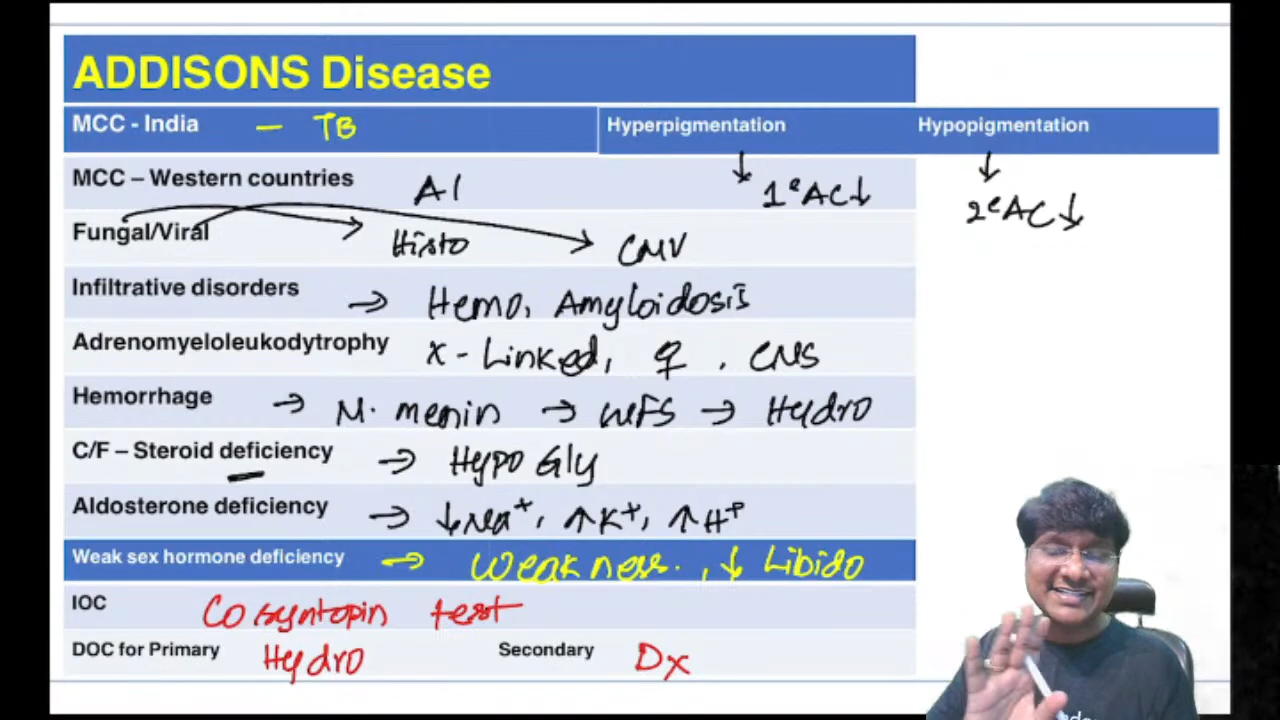 ADDISONS Disease
MCC - India – TB Hyperpigmentation Hypopigmentation
↓ 1°AC↓ ↓ 2°AC↓
MCC – Western countries AI
Fungal/Viral Histo CMV
Infiltrative disorders → Hemo, Amyloidosis
Adrenomyeloleukodytrophy X-Linked, ♀, CNS
Hemorrhage → N. menin → WFS → Hydro
C/F – Steroid deficiency → Hypo Gly
Aldosterone deficiency → ↓Na+, ↑K+, ↑H+
Weak sex hormone deficiency → Weakness, ↓ Libido
IOC Cosyntopin test
DOC for Primary Hydro Secondary Dx